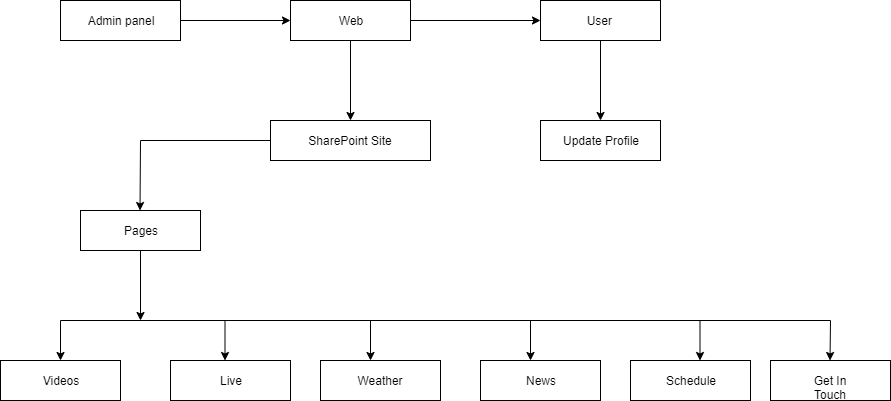 Admin panel
Web
User
SharePoint Site
Update Profile
Pages
Videos
Live
Weather
News
Schedule
Get In
Touch